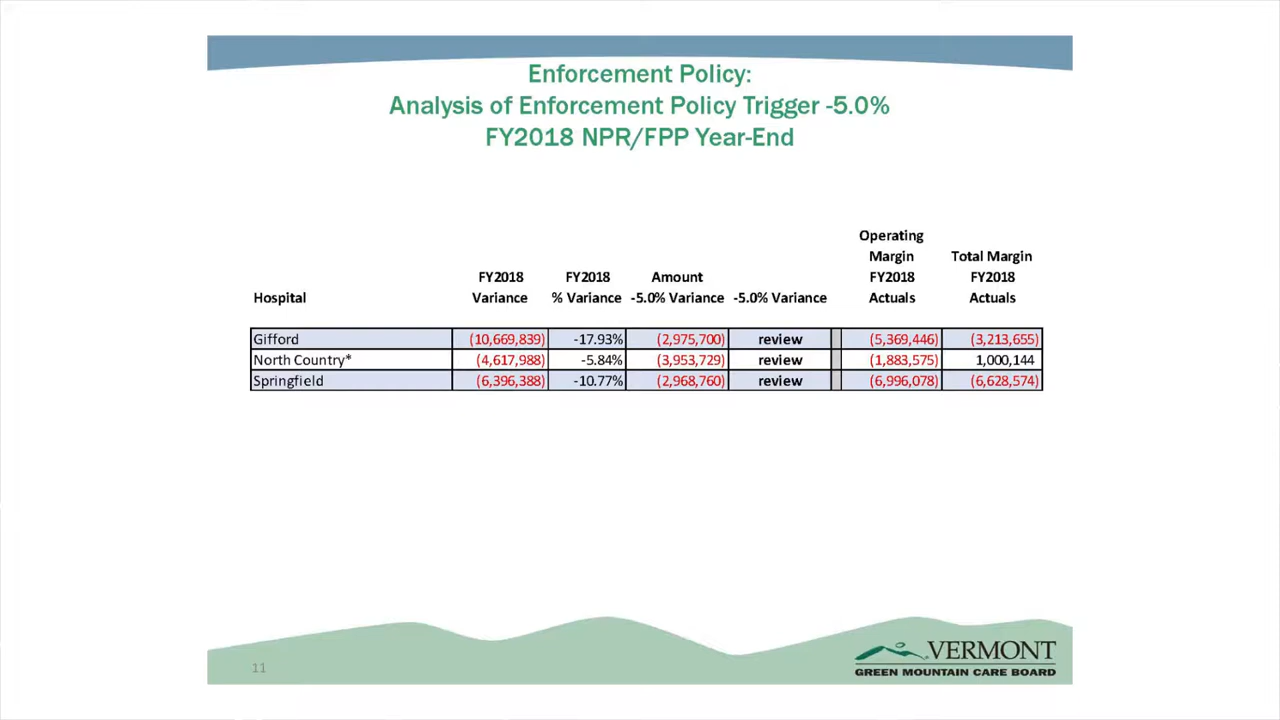 Enforcement Policy:
Analysis of Enforcement Policy Trigger -5.0%
FY2018 NPR/FPP Year-End
Operating
Margin Total Margin
FY2018 FY2018 Amount FY2018 FY2018
Hospital Variance % Variance -5.0% Variance -5.0% Variance Actuals Actuals
Gifford (10,669,839) -17.93% (2,975,700) review (5,369,446) (3,213,655)
North Country* (4,617,988) -5.84% (3,953,729) review (1,883,575) 1,000,144
Springfield (6,396,388) -10.77% (2,968,760) review (6,996,078) (6,628,574)
11
VERMONT
GREEN MOUNTAIN CARE BOARD